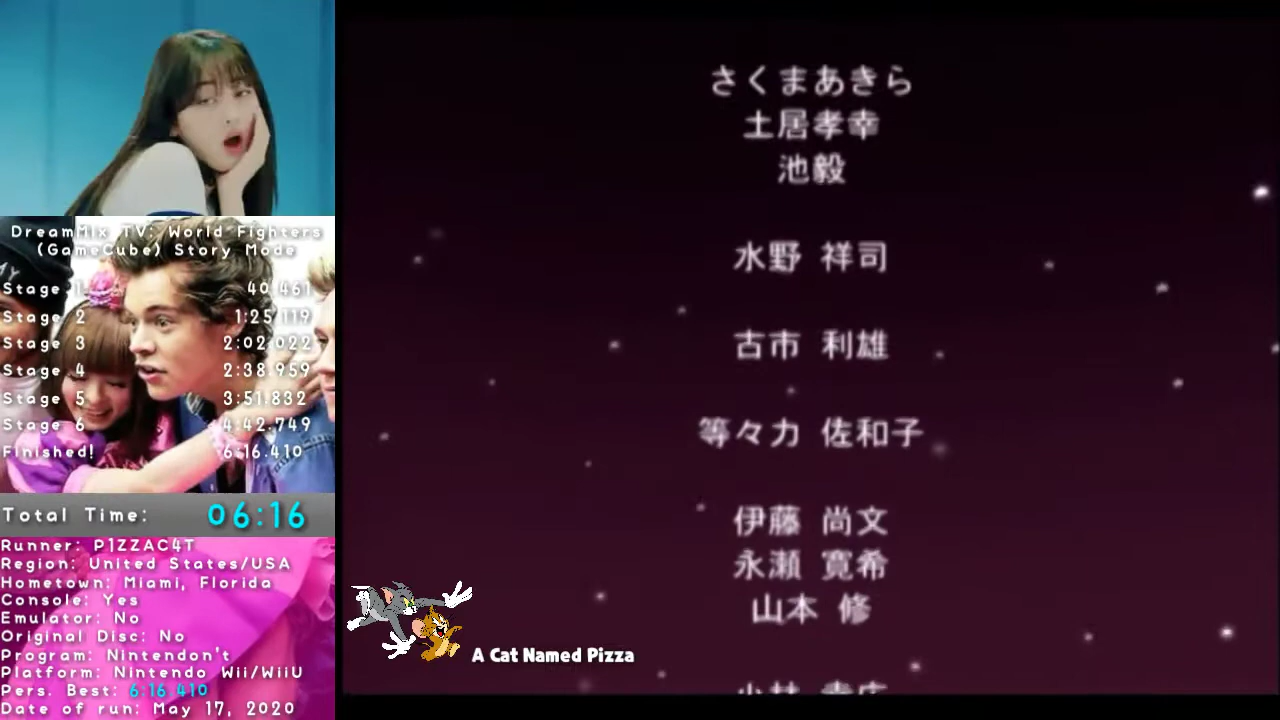 DreamMix TV: World Fighters
(GameCube) Story Mode
Stage 1 40.461
Stage 2 1:25.119
Stage 3 2:02.022
Stage 4 2:38.959
Stage 5 3:51.832
Stage 6 4:42.749
Finished! 6:16.410
Total Time: 06:16
Runner: P1ZZAC4T
Region: United States/USA
Hometown: Miami, Florida
Console: Yes
Emulator: No
Original Disc: No
Program: Nintendon't
Platform: Nintendo Wii/WiiU
Pers. Best: 6:16.410
Date of run: May 17, 2020
さくまあきら
土居孝幸
池毅
水野 祥司
古市 利雄
等々力 佐和子
伊藤 尚文
永瀬 寛希
山本 修
A Cat Named Pizza